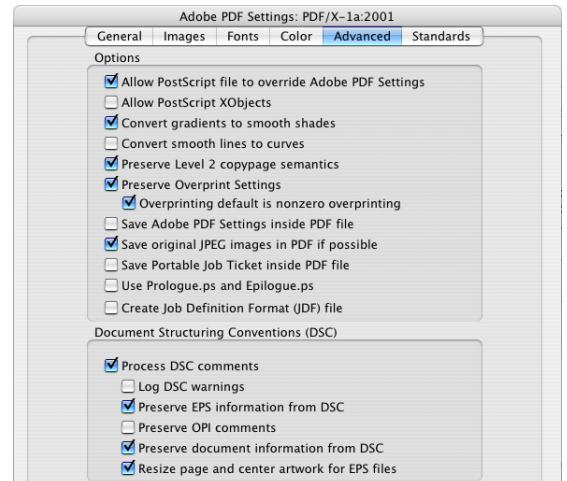 Adobe PDF Settings: PDF/X-1a:2001
General Images Fonts Color Advanced Standards
Options
Allow PostScript file to override Adobe PDF Settings
Allow PostScript XObjects
Convert gradients to smooth shades
Convert smooth lines to curves
Preserve Level 2 copypage semantics
Preserve Overprint Settings
Overprinting default is nonzero overprinting
Save Adobe PDF Settings inside PDF file
Save original JPEG images in PDF if possible
Save Portable Job Ticket inside PDF file
Use Prologue.ps and Epilogue.ps
Create Job Definition Format (JDF) file
Document Structuring Conventions (DSC)
Process DSC comments
Log DSC warnings
Preserve EPS information from DSC
Preserve OPI comments
Preserve document information from DSC
Resize page and center artwork for EPS files